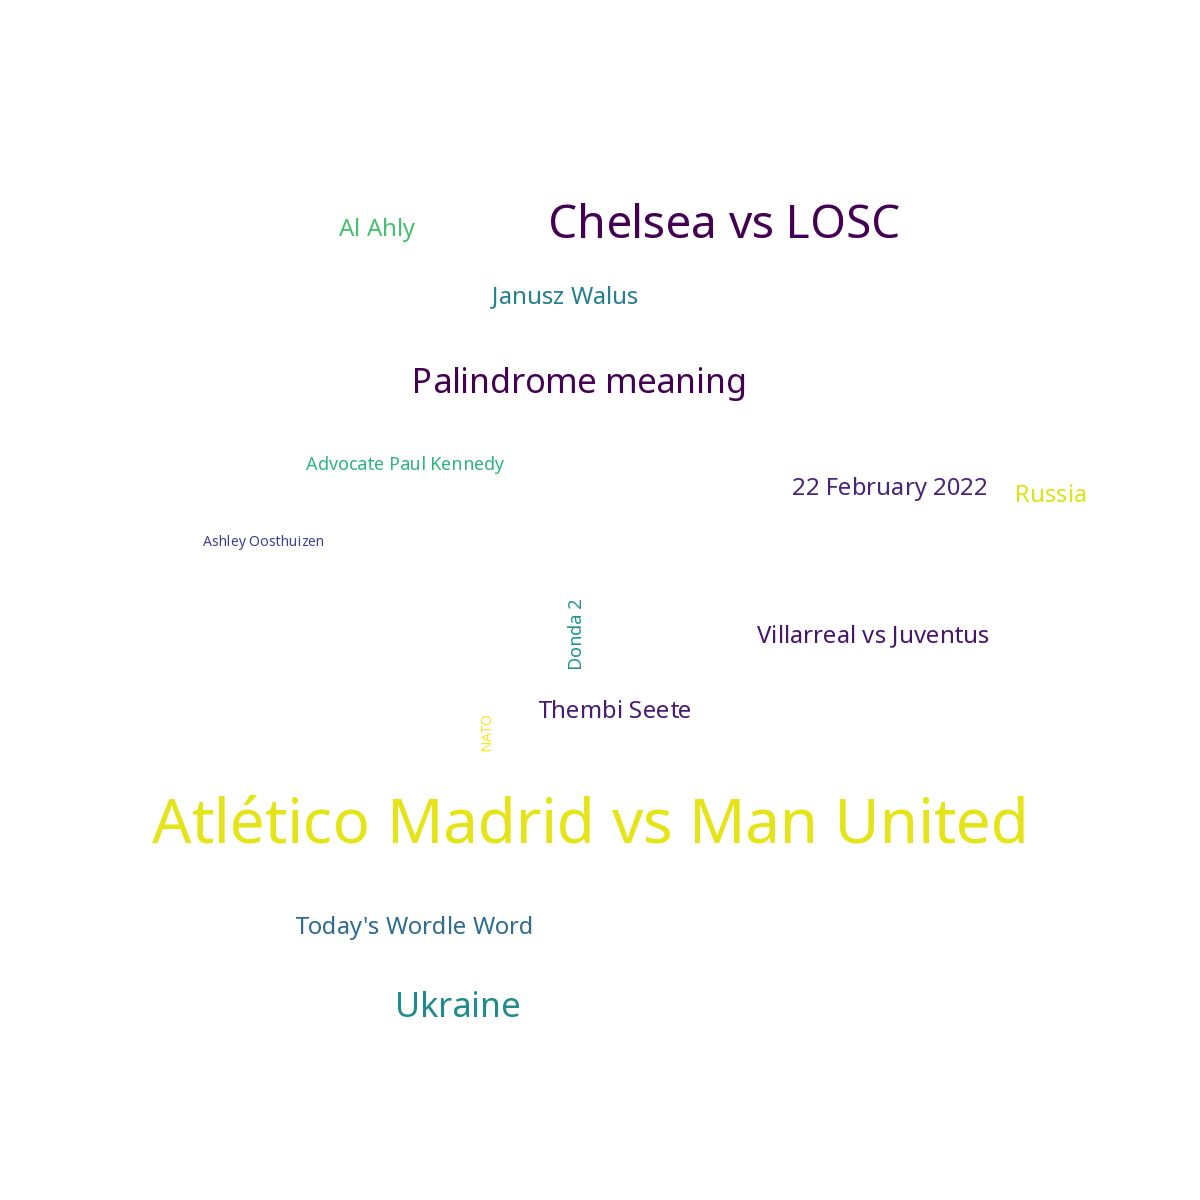 Chelsea vs LOSC
Al Ahly
Janusz Walus
Palindrome meaning
Advocate Paul Kennedy
22 February 2022
Russia
Ashley Oosthuizen
Donda 2
Villarreal vs Juventus
Thembi Seete
NATO
Atlético Madrid vs Man United
Today's Wordle Word
Ukraine